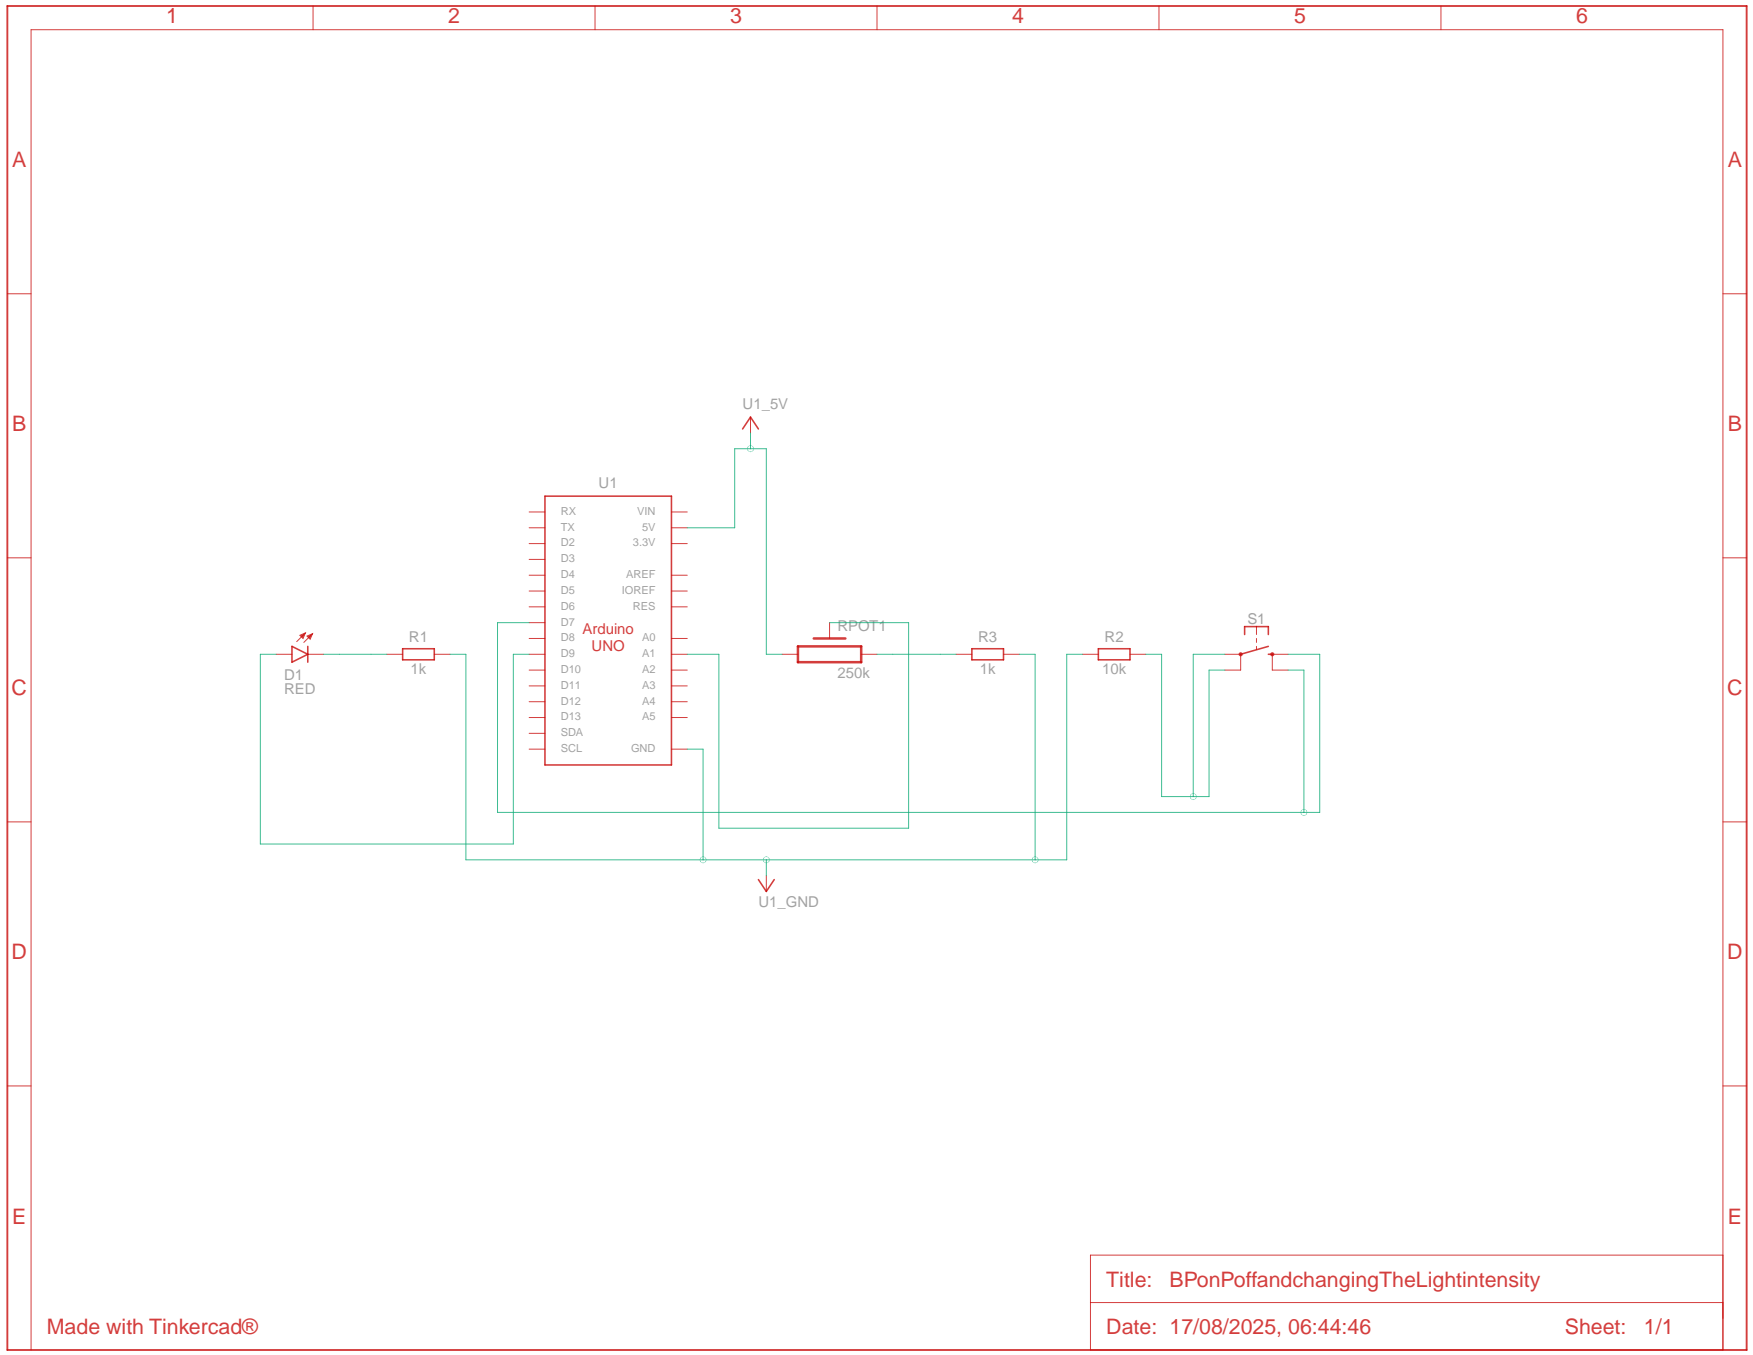 1 2 3 4 5 6
A A
B B
U1_5V
U1
RX VIN
TX 5V
D2 3.3V
D3
D4 AREF
D5 IOREF
D6 RES
D7
Arduino
UNO
D8 A0
D9 A1
D10 A2
D11 A3
D12 A4
D13 A5
SDA
SCL GND
D1
RED
R1
1k
RPOT1
250k
R3
1k
R2
10k
S1
C C
U1_GND
D D
E E
Title: BPonPoffandchangingTheLightintensity
Made with Tinkercad®
Date: 17/08/2025, 06:44:46 Sheet: 1/1